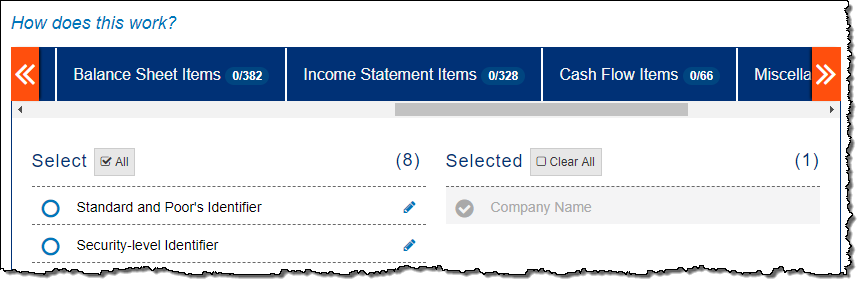 How does this work?
Balance Sheet Items 0/382 Income Statement Items 0/328 Cash Flow Items 0/66 Miscella
Select All (8) Selected Clear All (1)
Standard and Poor's Identifier Company Name
Security-level Identifier